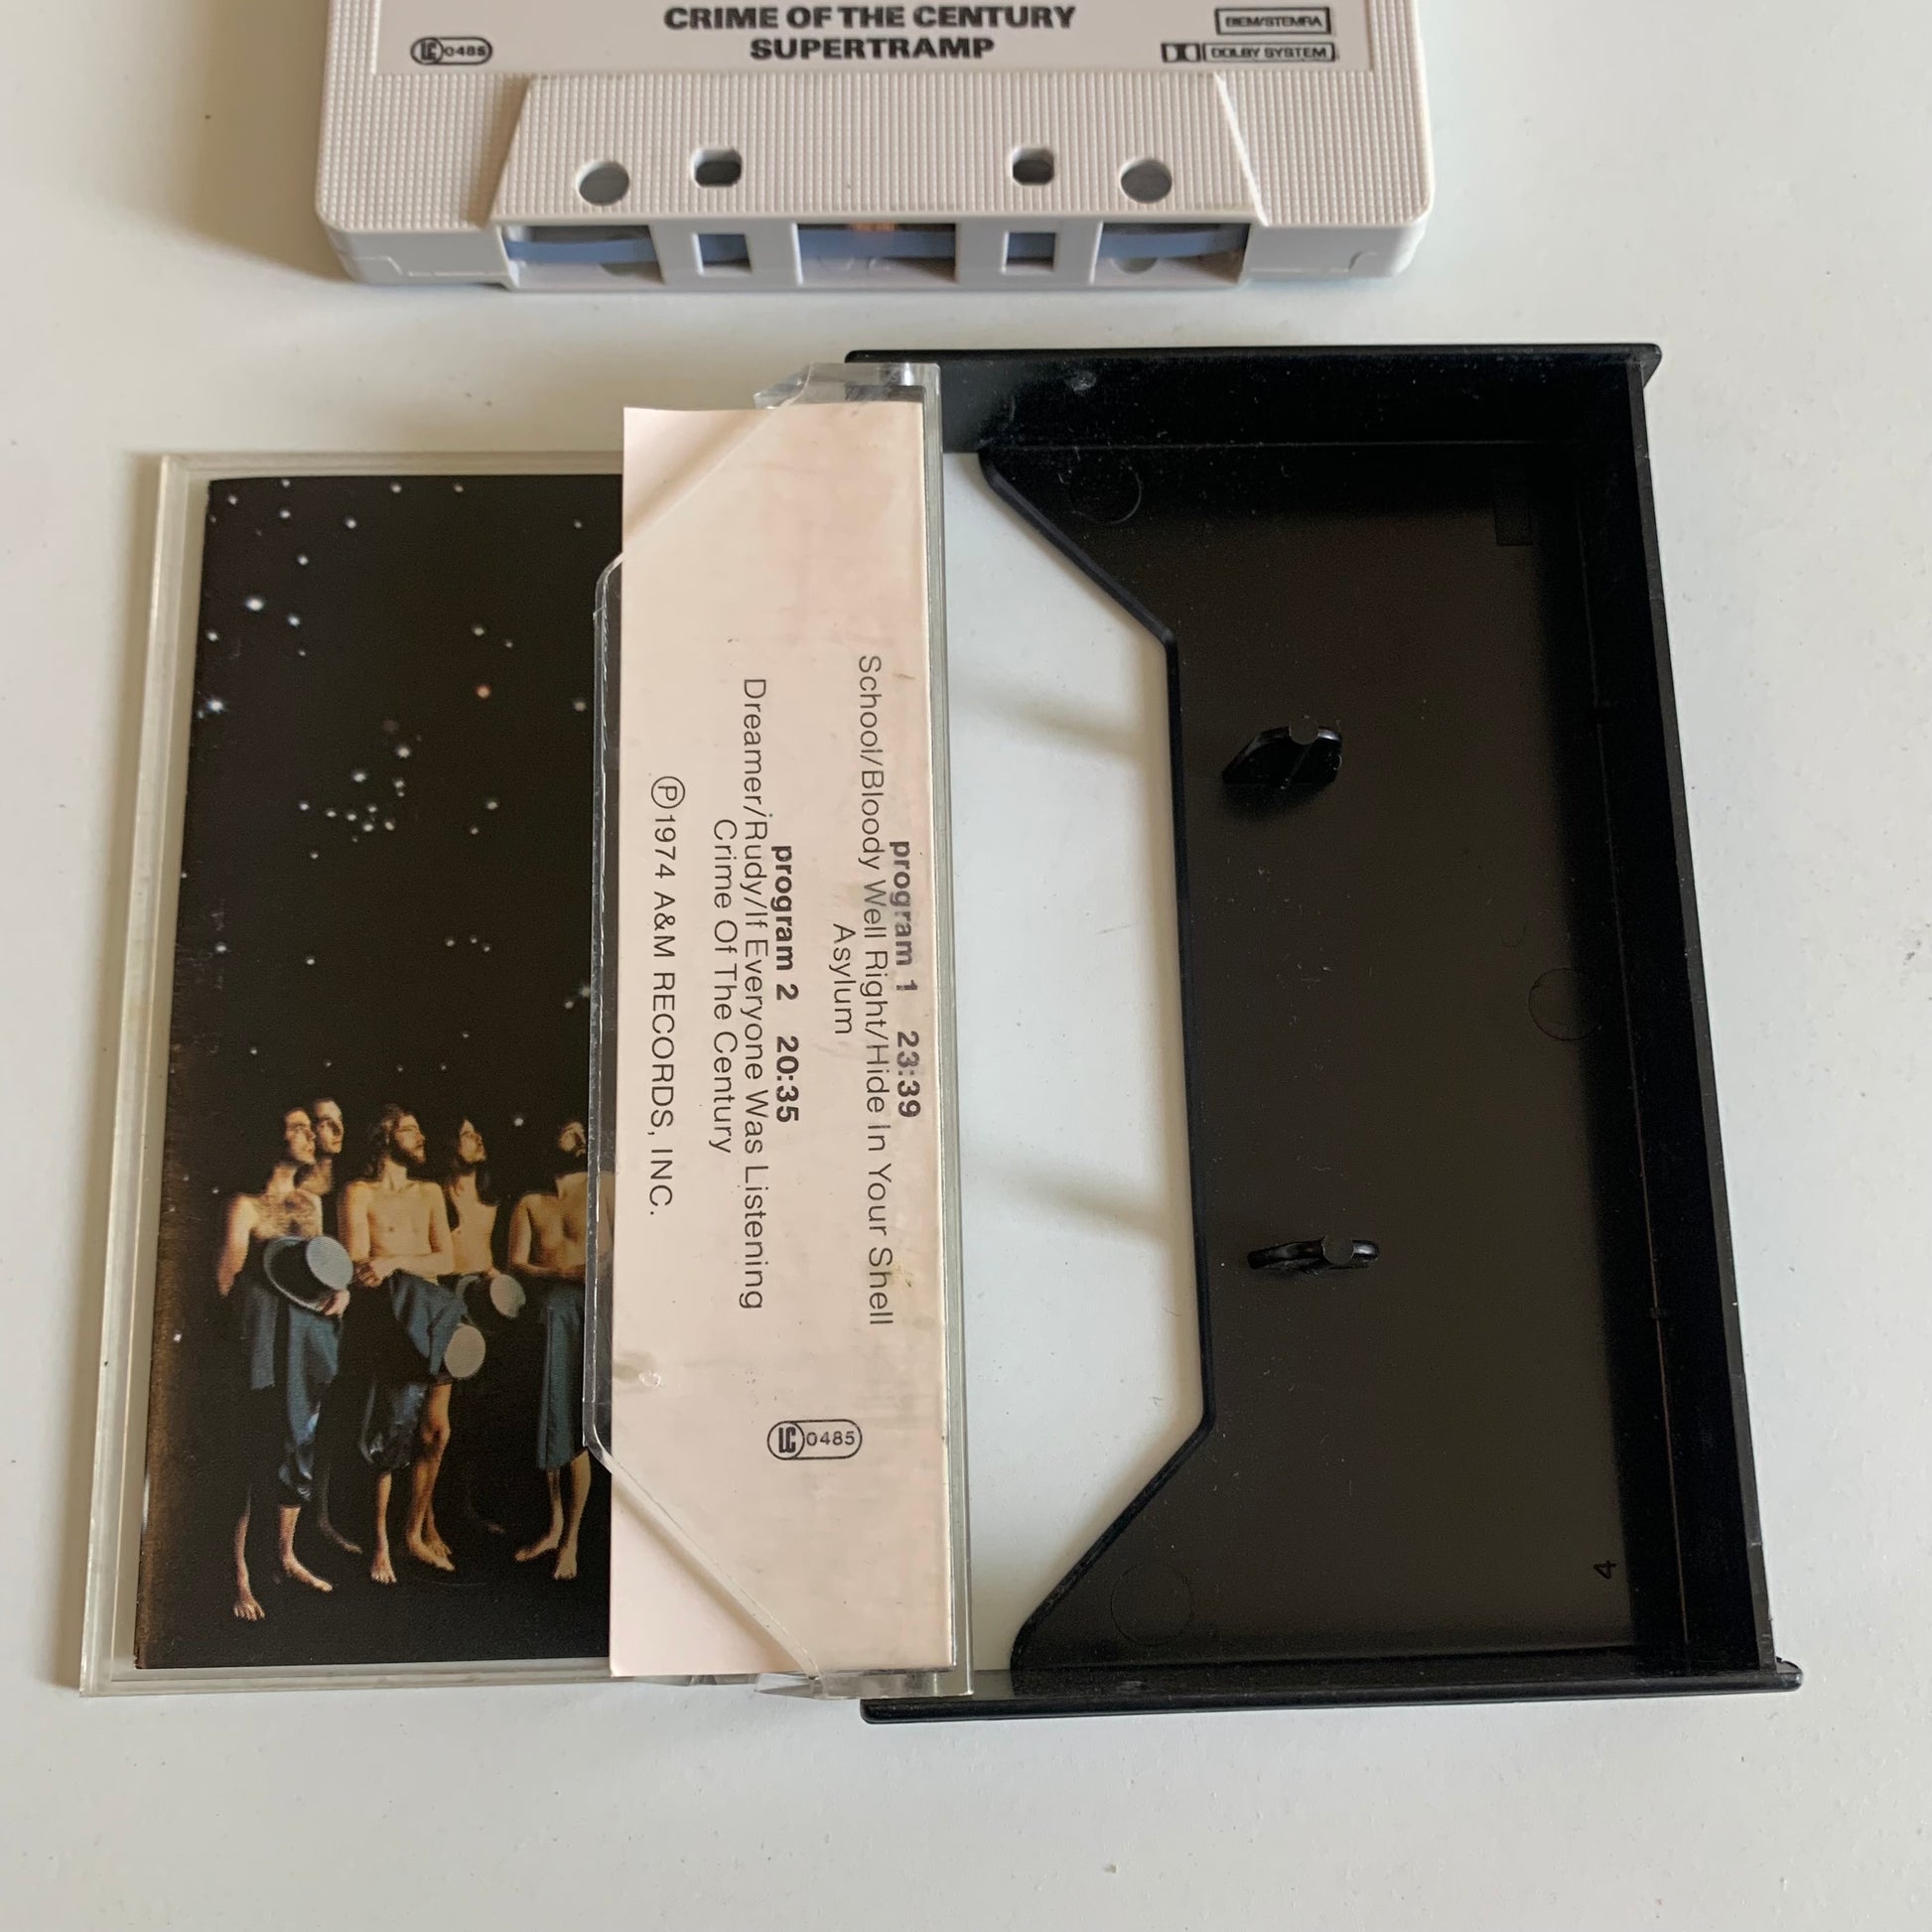 CRIME OF THE CENTURY
SUPERTRAMP
LC 0485
BIEM/STEMRA
DOLBY SYSTEM
program 1 23:39
School/Bloody Well Right/Hide In Your Shell
Asylum
program 2 20:35
Dreamer/Rudy/If Everyone Was Listening
Crime Of The Century
Ⓟ1974 A&M RECORDS, INC.
LC 0485
4